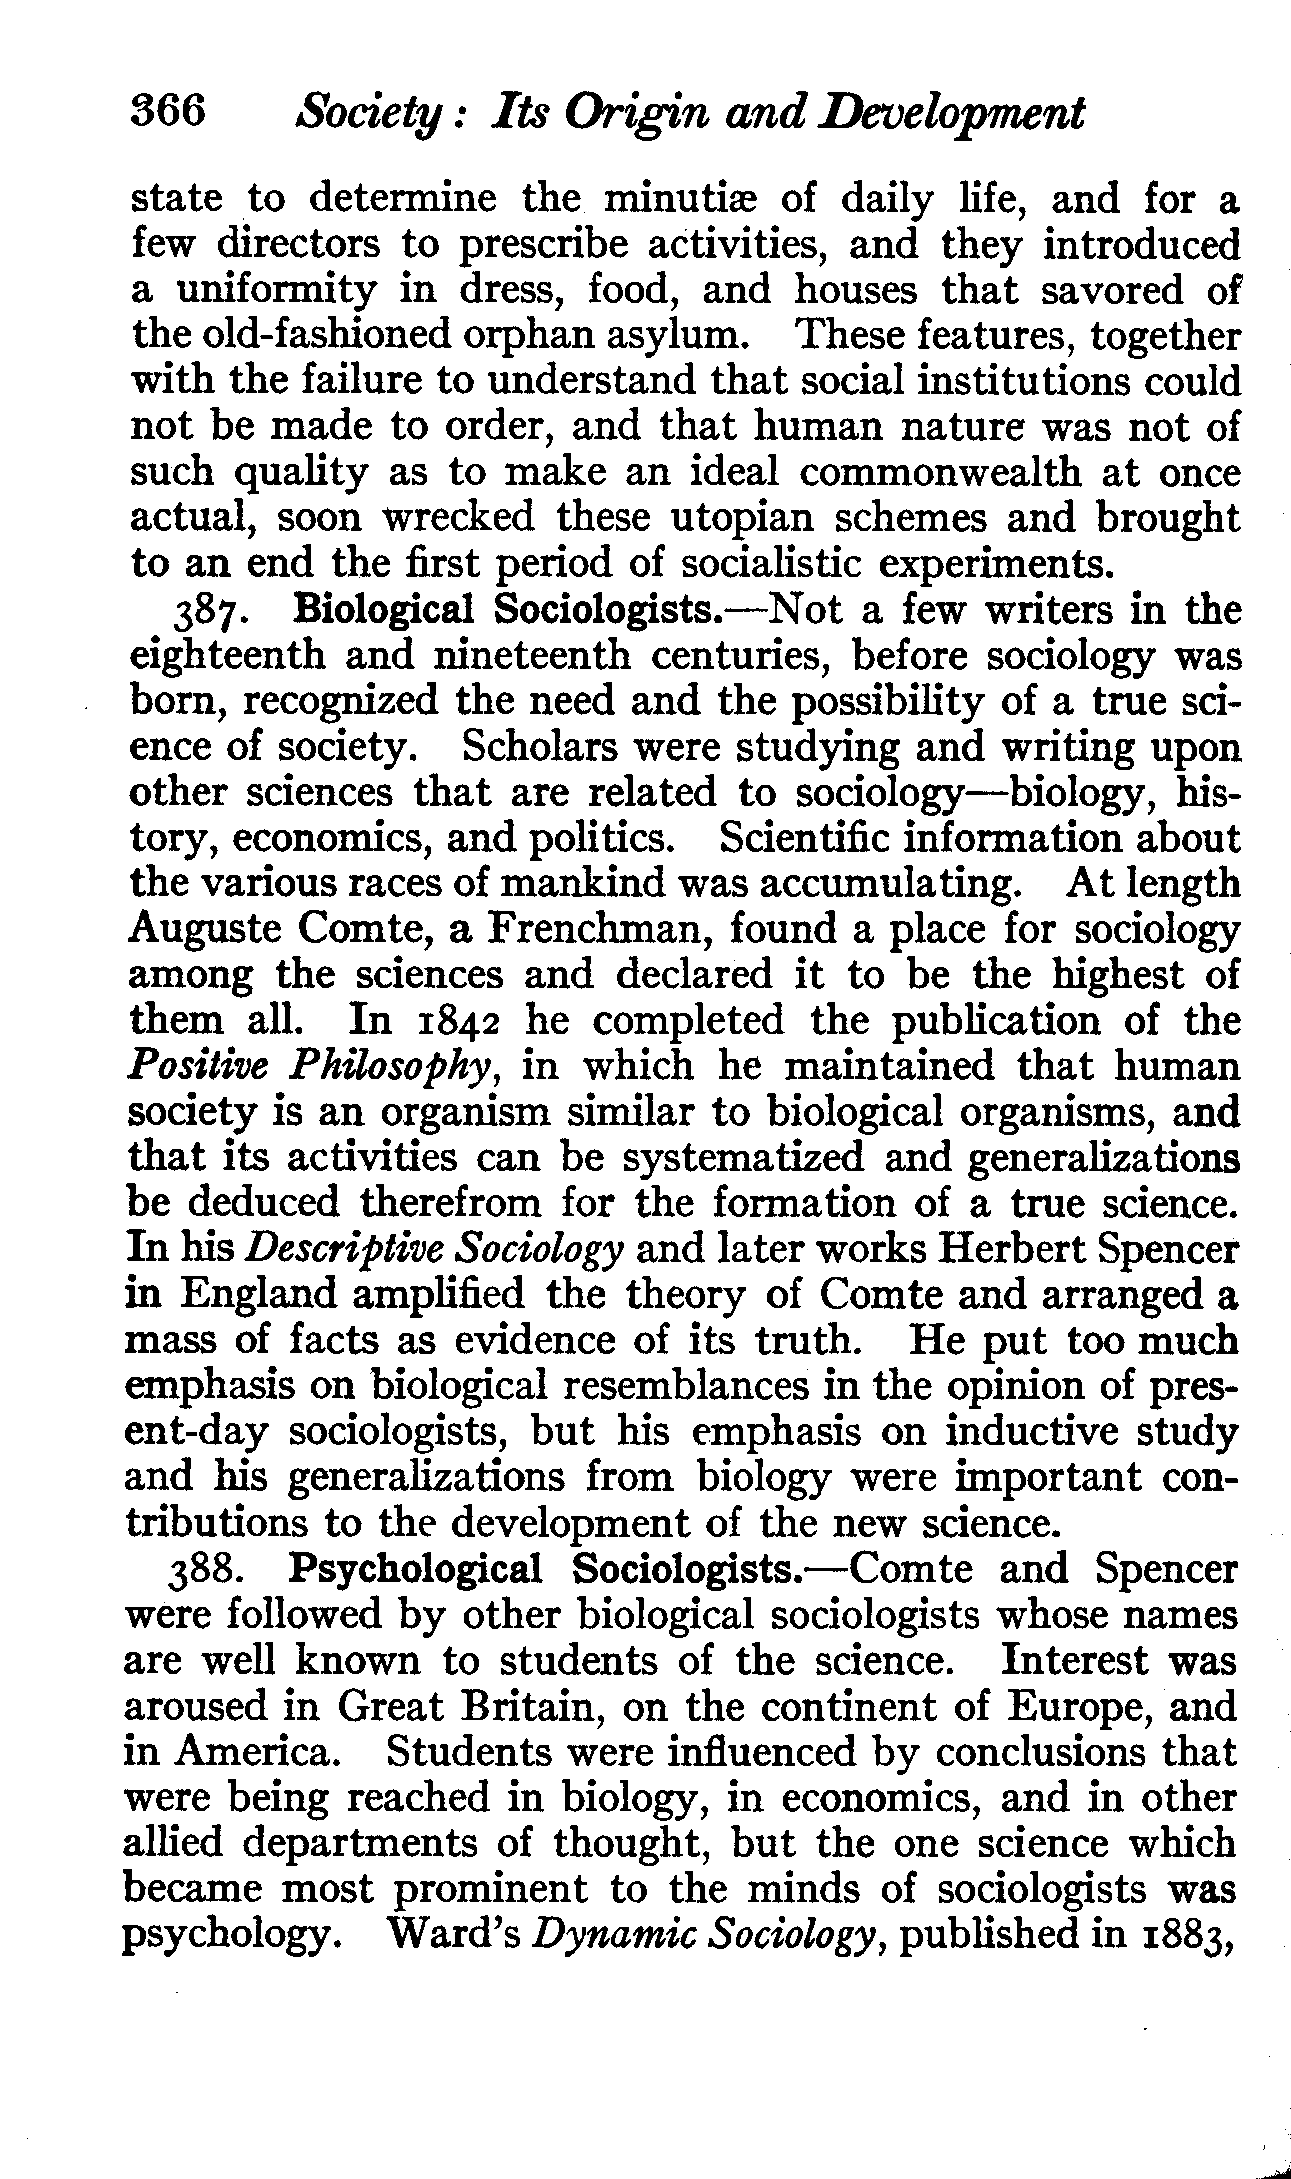 366 Society : Its Origin and Development
state to determine the minutiæ of daily life, and for a
few directors to prescribe activities, and they introduced
a uniformity in dress, food, and houses that savored of
the old-fashioned orphan asylum. These features, together
with the failure to understand that social institutions could
not be made to order, and that human nature was not of
such quality as to make an ideal commonwealth at once
actual, soon wrecked these utopian schemes and brought
to an end the first period of socialistic experiments.
387. Biological Sociologists.—Not a few writers in the
eighteenth and nineteenth centuries, before sociology was
born, recognized the need and the possibility of a true sci-
ence of society. Scholars were studying and writing upon
other sciences that are related to sociology—biology, his-
tory, economics, and politics. Scientific information about
the various races of mankind was accumulating. At length
Auguste Comte, a Frenchman, found a place for sociology
among the sciences and declared it to be the highest of
them all. In 1842 he completed the publication of the
Positive Philosophy, in which he maintained that human
society is an organism similar to biological organisms, and
that its activities can be systematized and generalizations
be deduced therefrom for the formation of a true science.
In his Descriptive Sociology and later works Herbert Spencer
in England amplified the theory of Comte and arranged a
mass of facts as evidence of its truth. He put too much
emphasis on biological resemblances in the opinion of pres-
ent-day sociologists, but his emphasis on inductive study
and his generalizations from biology were important con-
tributions to the development of the new science.
388. Psychological Sociologists.—Comte and Spencer
were followed by other biological sociologists whose names
are well known to students of the science. Interest was
aroused in Great Britain, on the continent of Europe, and
in America. Students were influenced by conclusions that
were being reached in biology, in economics, and in other
allied departments of thought, but the one science which
became most prominent to the minds of sociologists was
psychology. Ward's Dynamic Sociology, published in 1883,